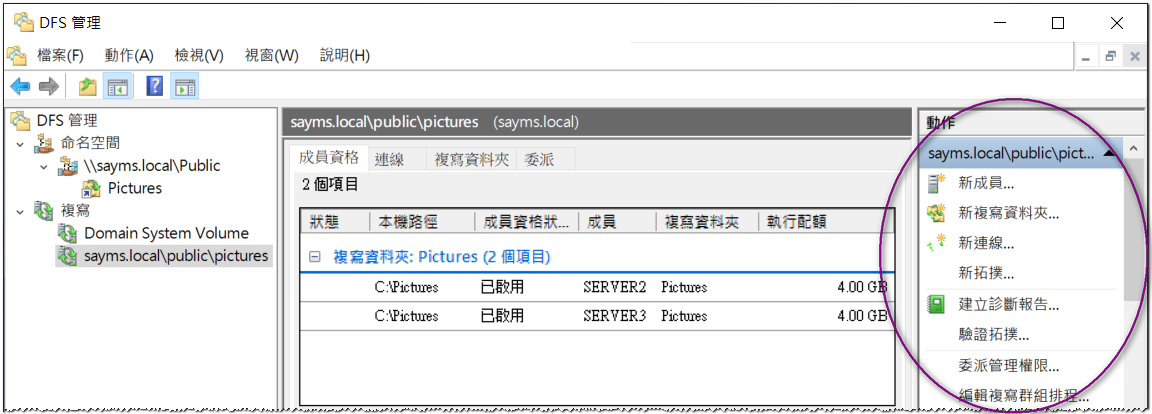 DFS 管理
檔案(F) 動作(A) 檢視(V) 視窗(W) 說明(H)
DFS 管理
命名空間
\\sayms.local\Public
Pictures
複寫
Domain System Volume
sayms.local\public\pictures
sayms.local\public\pictures (sayms.local)
成員資格 連線 複寫資料夾 委派
2 個項目
狀態 本機路徑 成員資格狀... 成員 複寫資料夾 執行配額
複寫資料夾: Pictures (2 個項目)
C:\Pictures 已啟用 SERVER2 Pictures 4.00 GB
C:\Pictures 已啟用 SERVER3 Pictures 4.00 GB
動作
sayms.local\public\pict...
新成員...
新複寫資料夾...
新連線...
新拓撲...
建立診斷報告...
驗證拓撲...
委派管理權限...
編輯複寫群組排程...